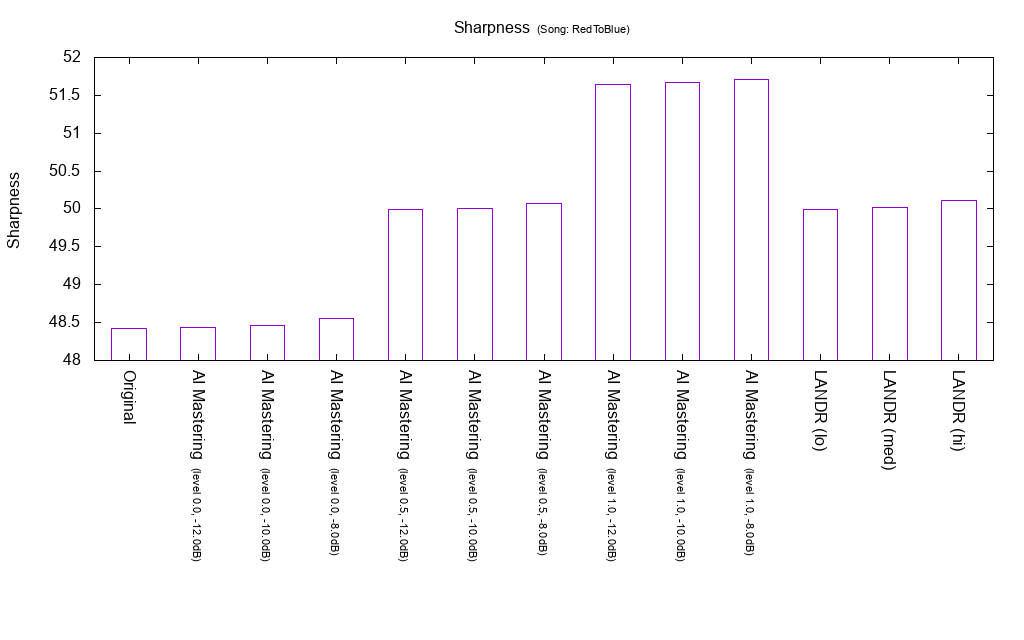 Sharpness (Song: RedToBlue)
52
51.5
51
50.5
50
49.5
49
48.5
48
Sharpness
Original
AI Mastering (level 0.0, -12.0dB)
AI Mastering (level 0.0, -10.0dB)
AI Mastering (level 0.0, -8.0dB)
AI Mastering (level 0.5, -12.0dB)
AI Mastering (level 0.5, -10.0dB)
AI Mastering (level 0.5, -8.0dB)
AI Mastering (level 1.0, -12.0dB)
AI Mastering (level 1.0, -10.0dB)
AI Mastering (level 1.0, -8.0dB)
LANDR (lo)
LANDR (med)
LANDR (hi)